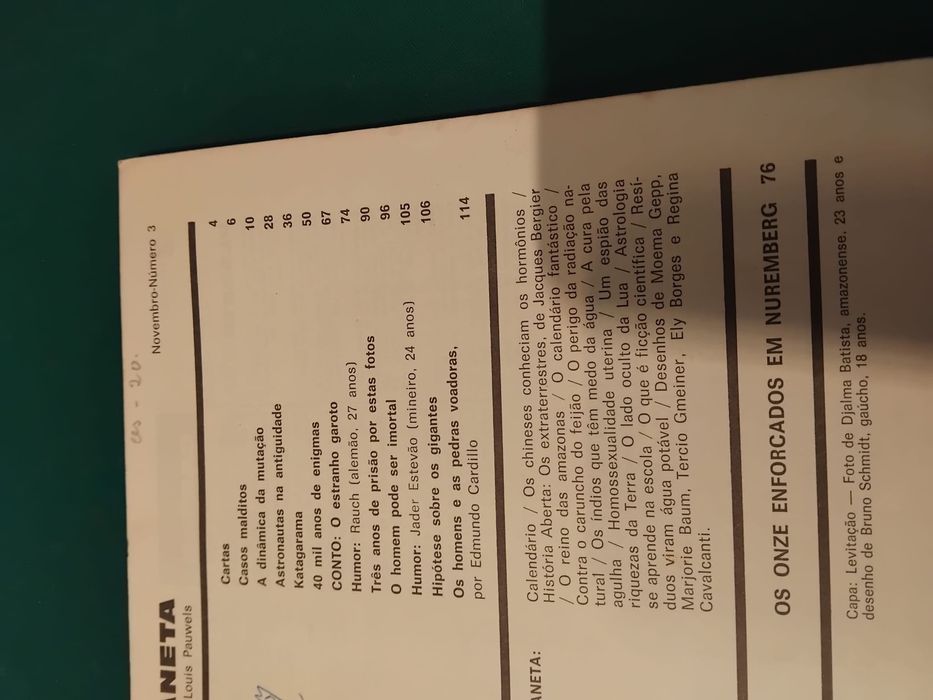 ces - 20.
ANETA
Louis Pauwels
Novembro-Número 3
Cartas 4
Casos malditos 6
A dinâmica da mutação 10
Astronautas na antiguidade 28
Katagarama 36
40 mil anos de enigmas 50
CONTO: O estranho garoto 67
Humor: Rauch (alemão, 27 anos) 74
Três anos de prisão por estas fotos 90
O homem pode ser imortal 96
Humor: Jader Estevão (mineiro, 24 anos) 105
Hipótese sobre os gigantes 106
Os homens e as pedras voadoras,
por Edmundo Cardillo 114
ANETA:
Calendário / Os chineses conheciam os hormônios /
História Aberta: Os extraterrestres, de Jacques Bergier
/ O reino das amazonas / O calendário fantástico /
Contra o caruncho do feijão / O perigo da radiação na-
tural / Os índios que têm medo da água / A cura pela
agulha / Homossexualidade uterina / Um espião das
riquezas da Terra / O lado oculto da Lua / Astrologia
se aprende na escola / O que é ficção científica / Resí-
duos viram água potável / Desenhos de Moema Gepp,
Marjorie Baum, Tercio Gmeiner, Ely Borges e Regina
Cavalcanti.
OS ONZE ENFORCADOS EM NUREMBERG 76
Capa: Levitação — Foto de Djalma Batista, amazonense, 23 anos e
desenho de Bruno Schmidt, gaúcho, 18 anos.